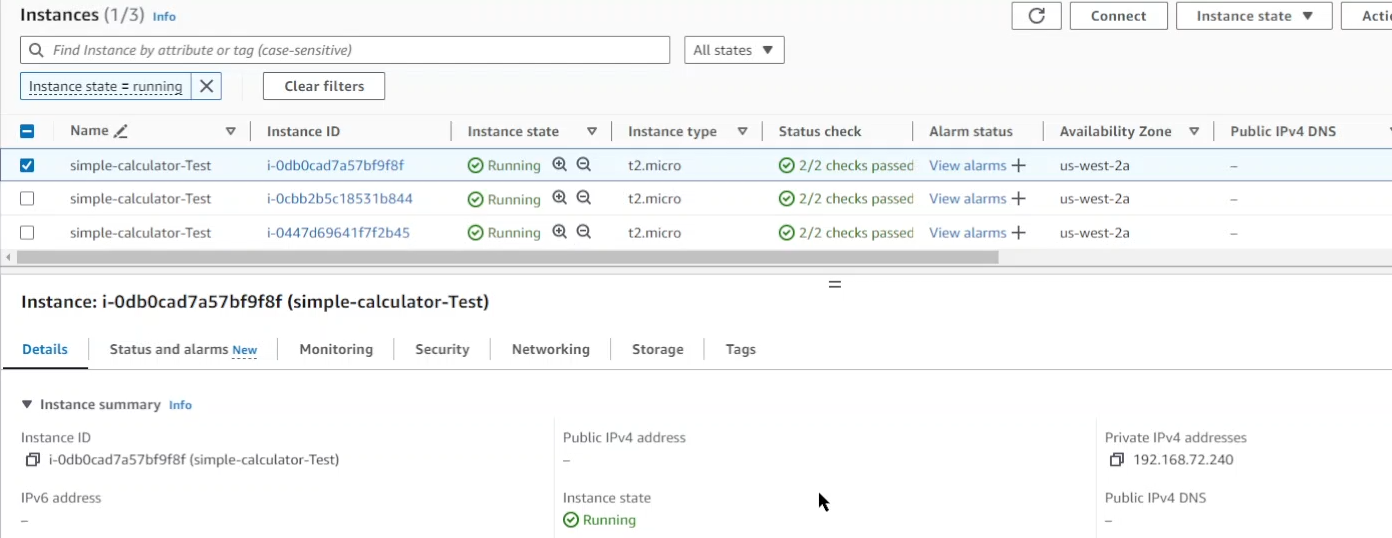 Instances (1/3) Info
Connect
Instance state
Find Instance by attribute or tag (case-sensitive)
All states
Instance state = running
Clear filters
Name Instance ID Instance state Instance type Status check Alarm status Availability Zone Public IPv4 DNS
simple-calculator-Test i-0db0cad7a57bf9f8f Running t2.micro 2/2 checks passed View alarms + us-west-2a –
simple-calculator-Test i-0cbb2b5c18531b844 Running t2.micro 2/2 checks passed View alarms + us-west-2a –
simple-calculator-Test i-0447d69641f7f2b45 Running t2.micro 2/2 checks passed View alarms + us-west-2a –
Instance: i-0db0cad7a57bf9f8f (simple-calculator-Test)
Details Status and alarms New Monitoring Security Networking Storage Tags
Instance summary Info
Instance ID
i-0db0cad7a57bf9f8f (simple-calculator-Test)
Public IPv4 address
–
Private IPv4 addresses
192.168.72.240
IPv6 address
–
Instance state
Running
Public IPv4 DNS
–